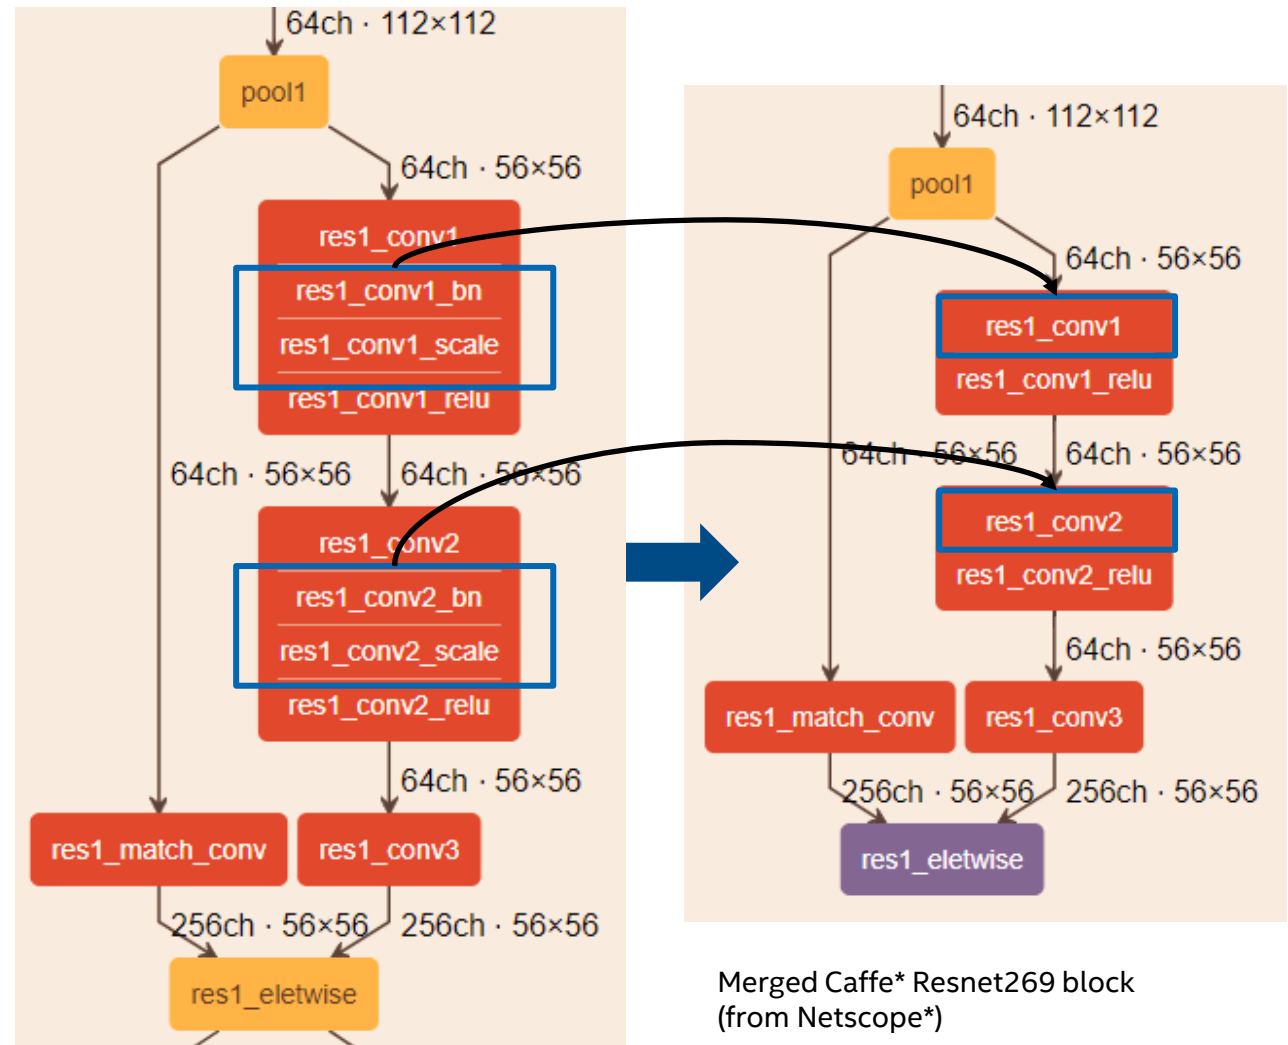 64ch · 112×112
pool1
64ch · 56×56
res1_conv1
res1_conv1_bn
res1_conv1_scale
res1_conv1_relu
64ch · 56×56
64ch · 56×56
res1_conv2
res1_conv2_bn
res1_conv2_scale
res1_conv2_relu
64ch · 56×56
res1_match_conv
res1_conv3
256ch · 56×56
256ch · 56×56
res1_eletwise
64ch · 112×112
pool1
64ch · 56×56
res1_conv1
res1_conv1_relu
64ch · 56×56
64ch · 56×56
res1_conv2
res1_conv2_relu
64ch · 56×56
res1_match_conv
res1_conv3
256ch · 56×56
256ch · 56×56
res1_eletwise
Merged Caffe* Resnet269 block
(from Netscope*)